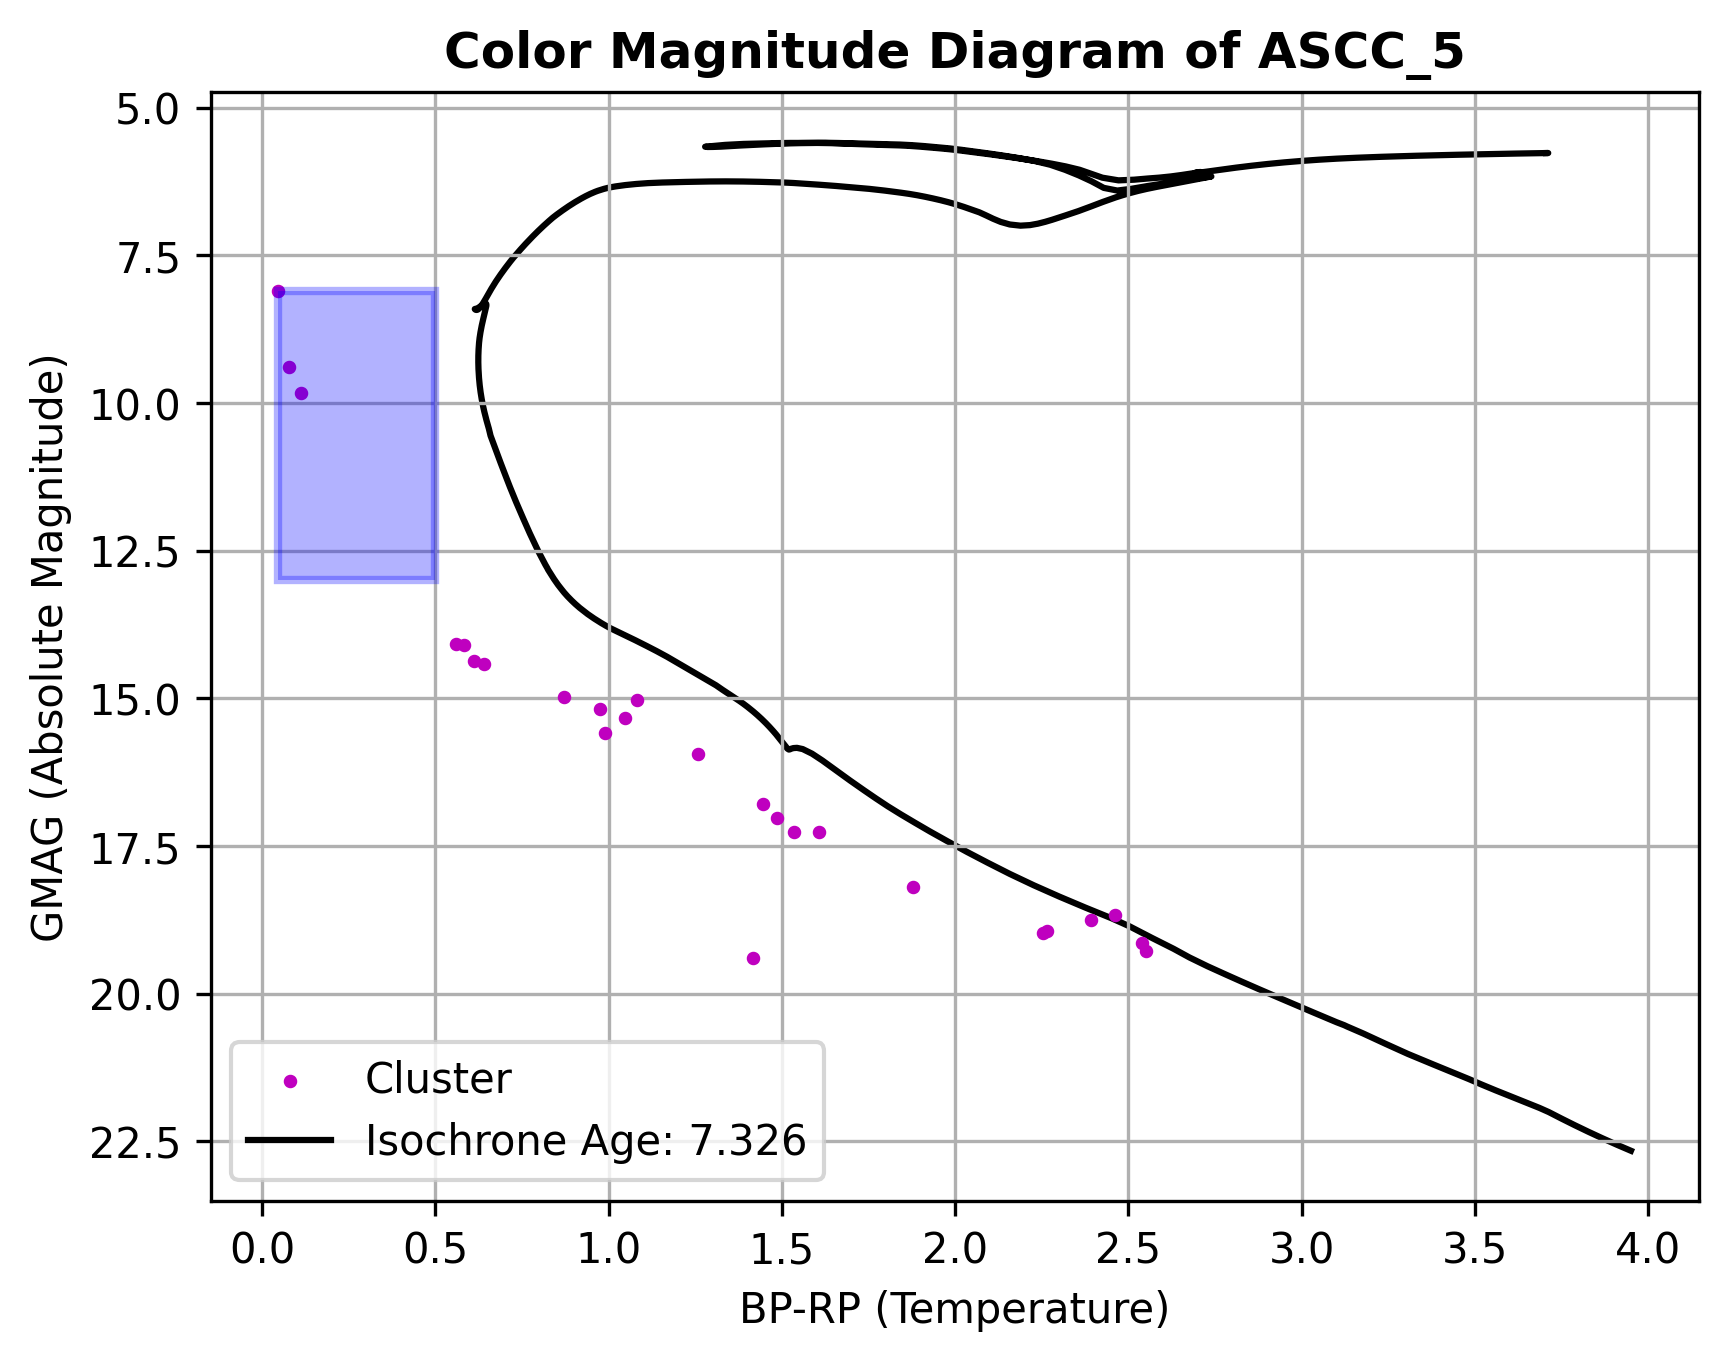 Color Magnitude Diagram of ASCC_5
GMAG (Absolute Magnitude)
5.0
7.5
10.0
12.5
15.0
17.5
20.0
22.5
Cluster
Isochrone Age: 7.326
0.0 0.5 1.0 1.5 2.0 2.5 3.0 3.5 4.0
BP-RP (Temperature)